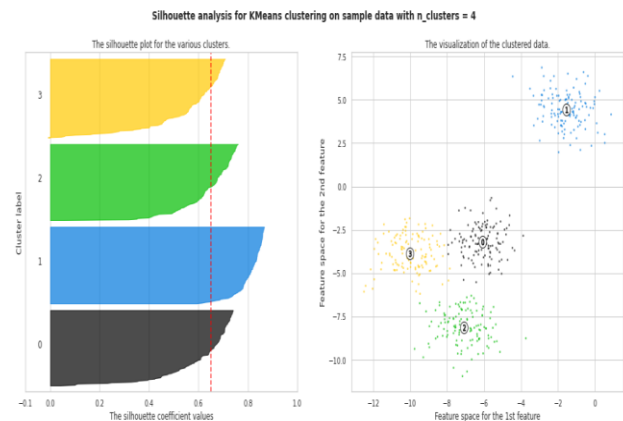 Silhouette analysis for KMeans clustering on sample data with n_clusters = 4
The silhouette plot for the various clusters.
Cluster label
3
2
1
0
−0.1 0.0 0.2 0.4 0.6 0.8 1.0
The silhouette coefficient values
The visualization of the clustered data.
Feature space for the 2nd feature
7.5
5.0
2.5
0.0
−2.5
−5.0
−7.5
−10.0
1
0
3
2
−12 −10 −8 −6 −4 −2 0
Feature space for the 1st feature